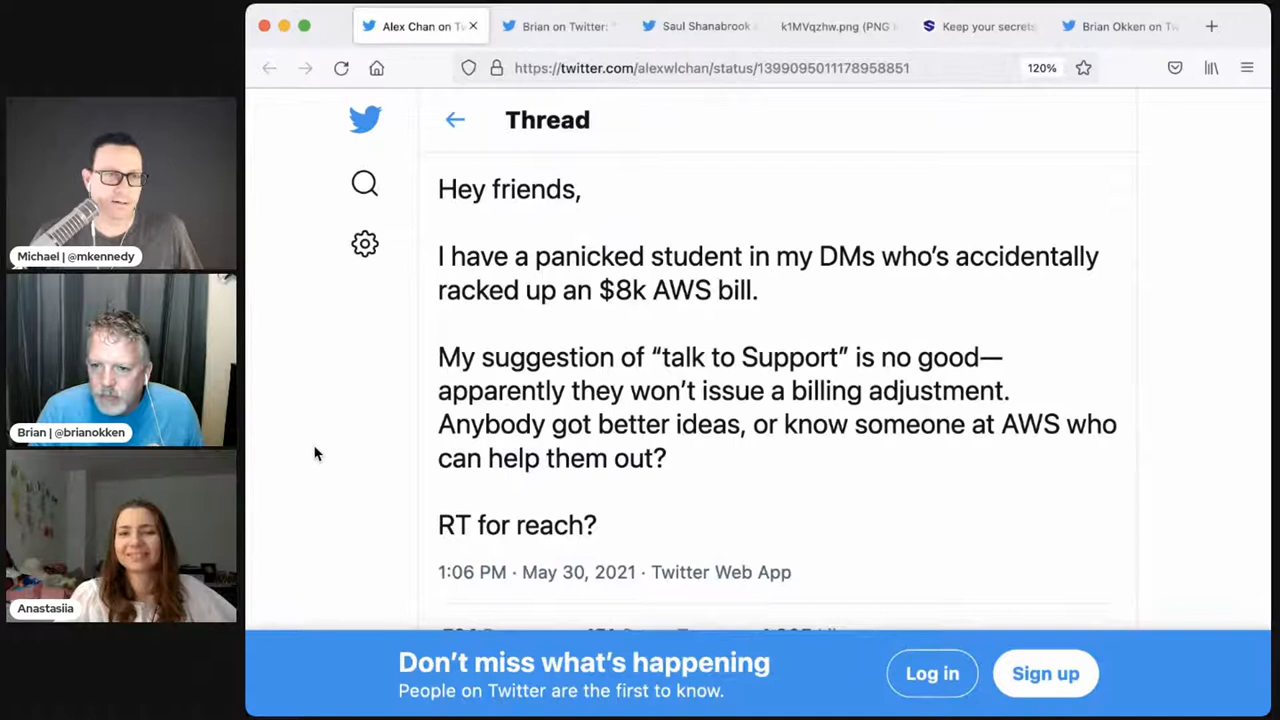 Alex Chan on Tw
Brian on Twitter: "
Saul Shanabrook
k1MVqzhw.png (PNG
Keep your secrets
Brian Okken on Tw
https://twitter.com/alexwlchan/status/1399095011178958851
120%
Thread
Hey friends,
I have a panicked student in my DMs who's accidentally
racked up an $8k AWS bill.
My suggestion of “talk to Support” is no good—
apparently they won't issue a billing adjustment.
Anybody got better ideas, or know someone at AWS who
can help them out?
RT for reach?
1:06 PM · May 30, 2021 · Twitter Web App
Don't miss what's happening
People on Twitter are the first to know.
Log in
Sign up
Michael | @mkennedy
Brian | @brianokken
Anastasiia